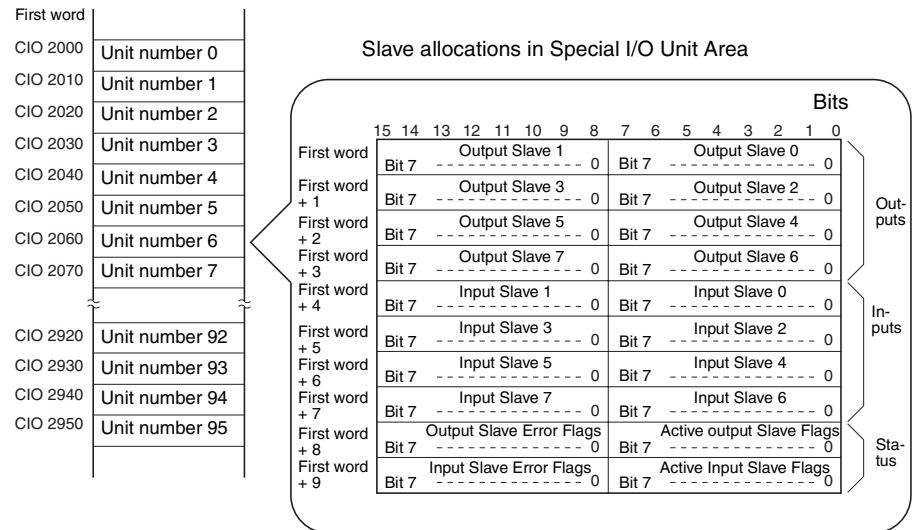 First word
CIO 2000 Unit number 0
CIO 2010 Unit number 1
CIO 2020 Unit number 2
CIO 2030 Unit number 3
CIO 2040 Unit number 4
CIO 2050 Unit number 5
CIO 2060 Unit number 6
CIO 2070 Unit number 7
CIO 2920 Unit number 92
CIO 2930 Unit number 93
CIO 2940 Unit number 94
CIO 2950 Unit number 95
Slave allocations in Special I/O Unit Area
Bits
15 14 13 12 11 10 9 8 7 6 5 4 3 2 1 0
First word Output Slave 1 Output Slave 0
Bit 7 - - - - - - - - - - - - - - 0 Bit 7 - - - - - - - - - - - - - - 0
First word Output Slave 3 Output Slave 2
+ 1 Bit 7 - - - - - - - - - - - - - - 0 Bit 7 - - - - - - - - - - - - - - 0
First word Output Slave 5 Output Slave 4
+ 2 Bit 7 - - - - - - - - - - - - - - 0 Bit 7 - - - - - - - - - - - - - - 0
First word Output Slave 7 Output Slave 6
+ 3 Bit 7 - - - - - - - - - - - - - - 0 Bit 7 - - - - - - - - - - - - - - 0
Out-
puts
First word Input Slave 1 Input Slave 0
+ 4 Bit 7 - - - - - - - - - - - - - - 0 Bit 7 - - - - - - - - - - - - - - 0
First word Input Slave 3 Input Slave 2
+ 5 Bit 7 - - - - - - - - - - - - - - 0 Bit 7 - - - - - - - - - - - - - - 0
First word Input Slave 5 Input Slave 4
+ 6 Bit 7 - - - - - - - - - - - - - - 0 Bit 7 - - - - - - - - - - - - - - 0
First word Input Slave 7 Input Slave 6
+ 7 Bit 7 - - - - - - - - - - - - - - 0 Bit 7 - - - - - - - - - - - - - - 0
In-
puts
First word Output Slave Error Flags Active output Slave Flags
+ 8 Bit 7 - - - - - - - - - - - - - - 0 Bit 7 - - - - - - - - - - - - - - 0
First word Input Slave Error Flags Active Input Slave Flags
+ 9 Bit 7 - - - - - - - - - - - - - - 0 Bit 7 - - - - - - - - - - - - - - 0
Sta-
tus